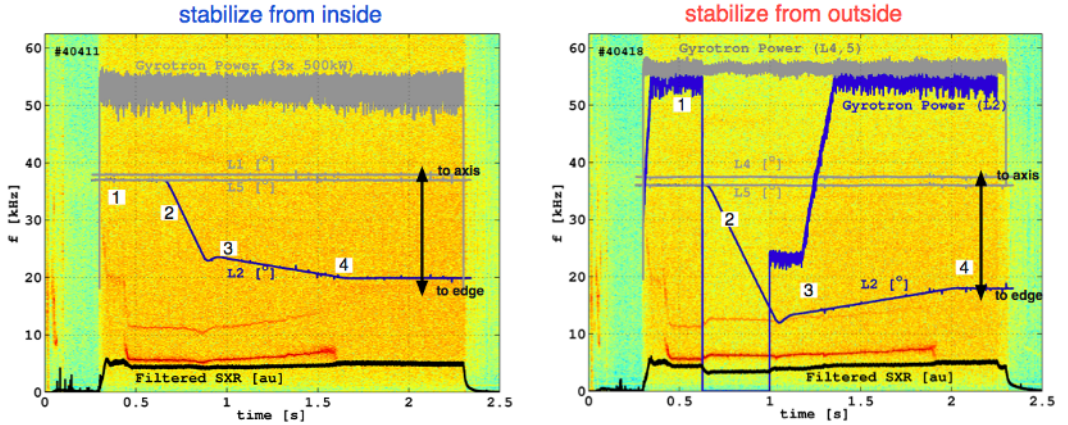 stabilize from inside
#40411
Gyrotron Power (3x 500kW)
L1 [°]
L5 [°]
to axis
1
2
3
4
L2 [°]
to edge
Filtered SXR [au]
f [kHz]
60
50
40
30
20
10
0
0 0.5 1 1.5 2 2.5
time [s]
stabilize from outside
#40418
Gyrotron Power (L4,5)
1
Gyrotron Power (L2)
L4 [°]
L5 [°]
to axis
2
3
4
L2 [°]
to edge
Filtered SXR [au]
f [kHz]
60
50
40
30
20
10
0
0 0.5 1 1.5 2 2.5
time [s]